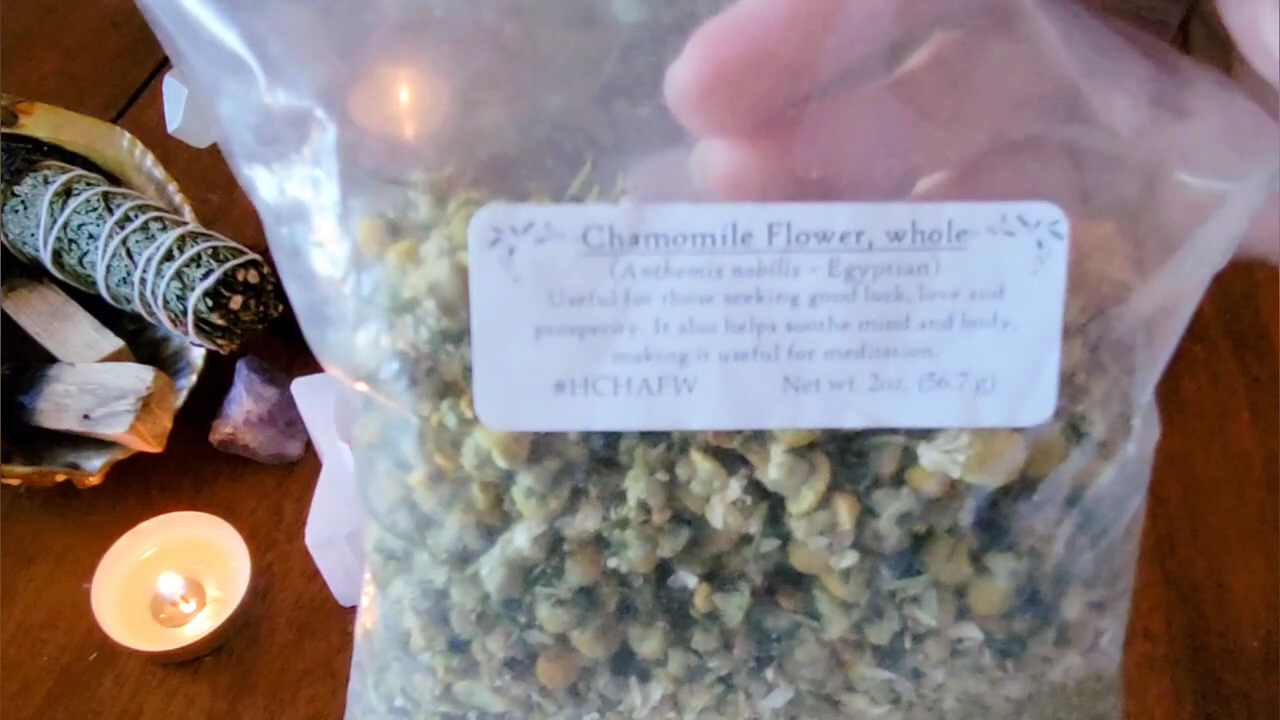 Chamomile Flower, whole
(Anthemis nobilis - Egyptian)
Useful for those seeking good luck, love and
prosperity. It also helps soothe mind and body,
making it useful for meditation.
#HCHAFW Net wt. 2oz. (56.7 g)